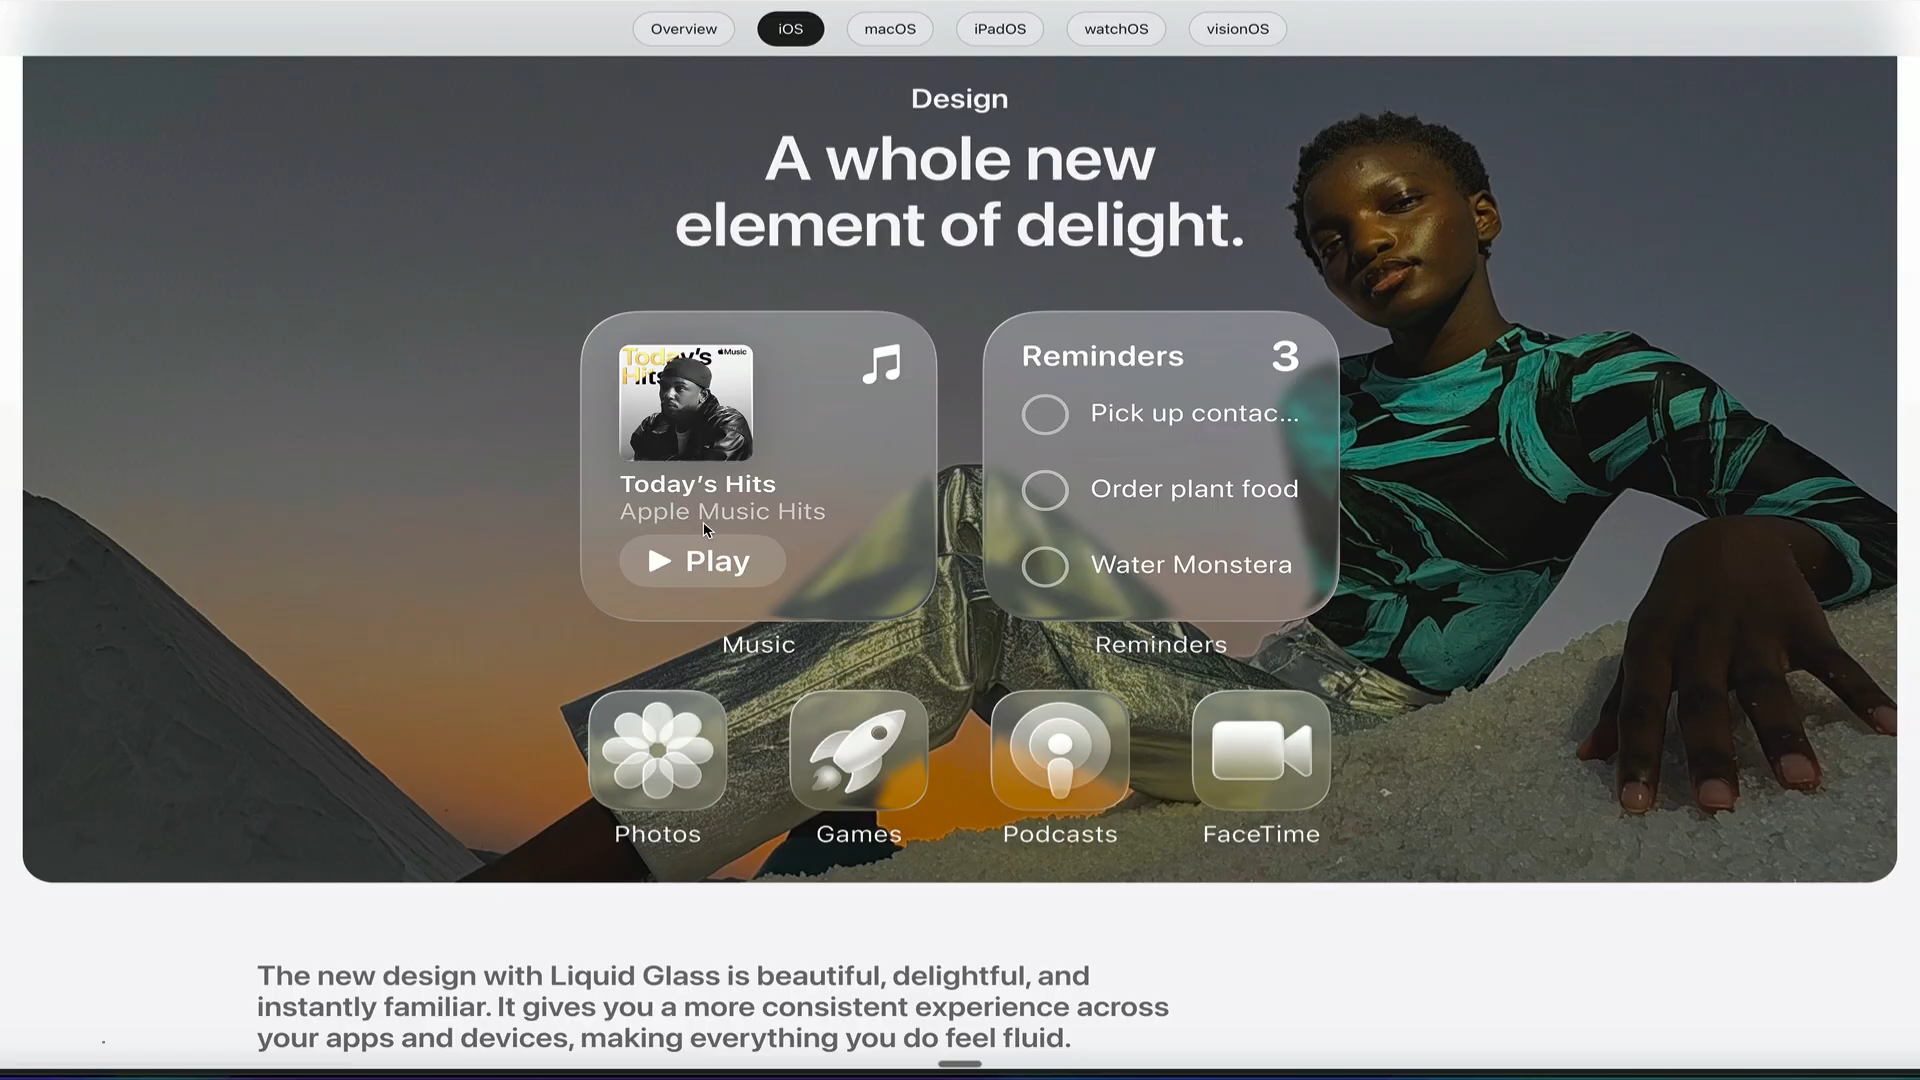 Overview
iOS
macOS
iPadOS
watchOS
visionOS
Design
A whole new
element of delight.
Today's
Hits
Music
Today’s Hits
Apple Music Hits
Play
Music
Reminders
3
Pick up contac...
Order plant food
Water Monstera
Reminders
Photos
Games
Podcasts
FaceTime
The new design with Liquid Glass is beautiful, delightful, and
instantly familiar. It gives you a more consistent experience across
your apps and devices, making everything you do feel fluid.